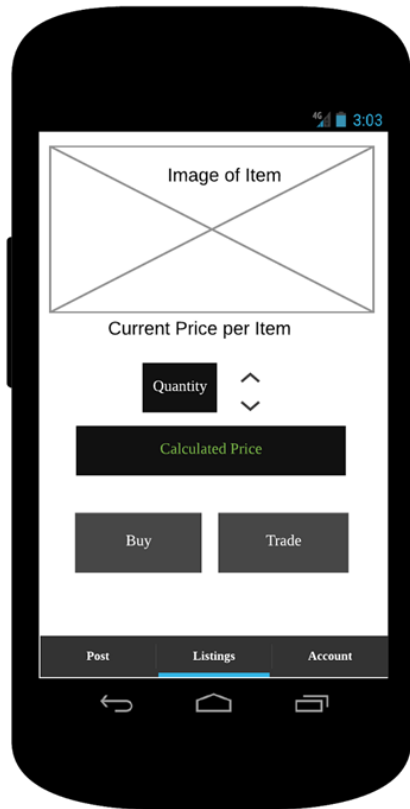 4G 3:03
Image of Item
Current Price per Item
Quantity
Calculated Price
Buy Trade
Post Listings Account